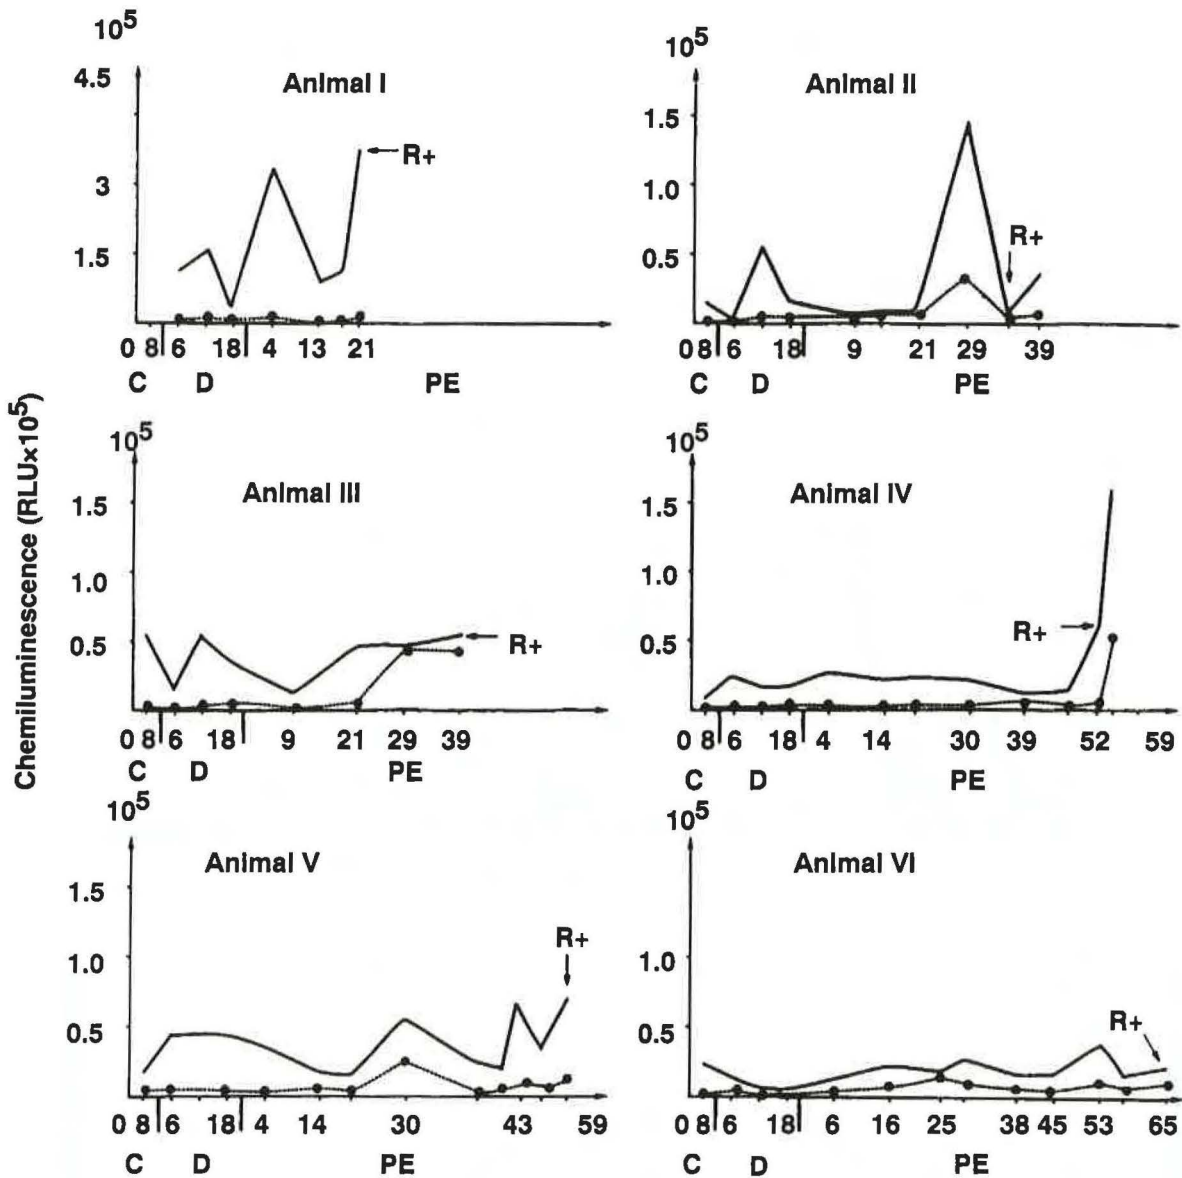 Chemiluminescence (RLU×10⁵)
10⁵
Animal I
4.5
3
1.5
R+
0 8 6 18 4 13 21
C D PE
10⁵
Animal II
1.5
1.0
0.5
R+
0 8 6 18 9 21 29 39
C D PE
10⁵
Animal III
1.5
1.0
0.5
R+
0 8 6 18 9 21 29 39
C D PE
10⁵
Animal IV
1.5
1.0
0.5
R+
0 8 6 18 4 14 30 39 52 59
C D PE
10⁵
Animal V
1.5
1.0
0.5
R+
0 8 6 18 4 14 30 43 59
C D PE
10⁵
Animal VI
1.0
0.5
R+
0 8 6 18 6 16 25 38 45 53 65
C D PE